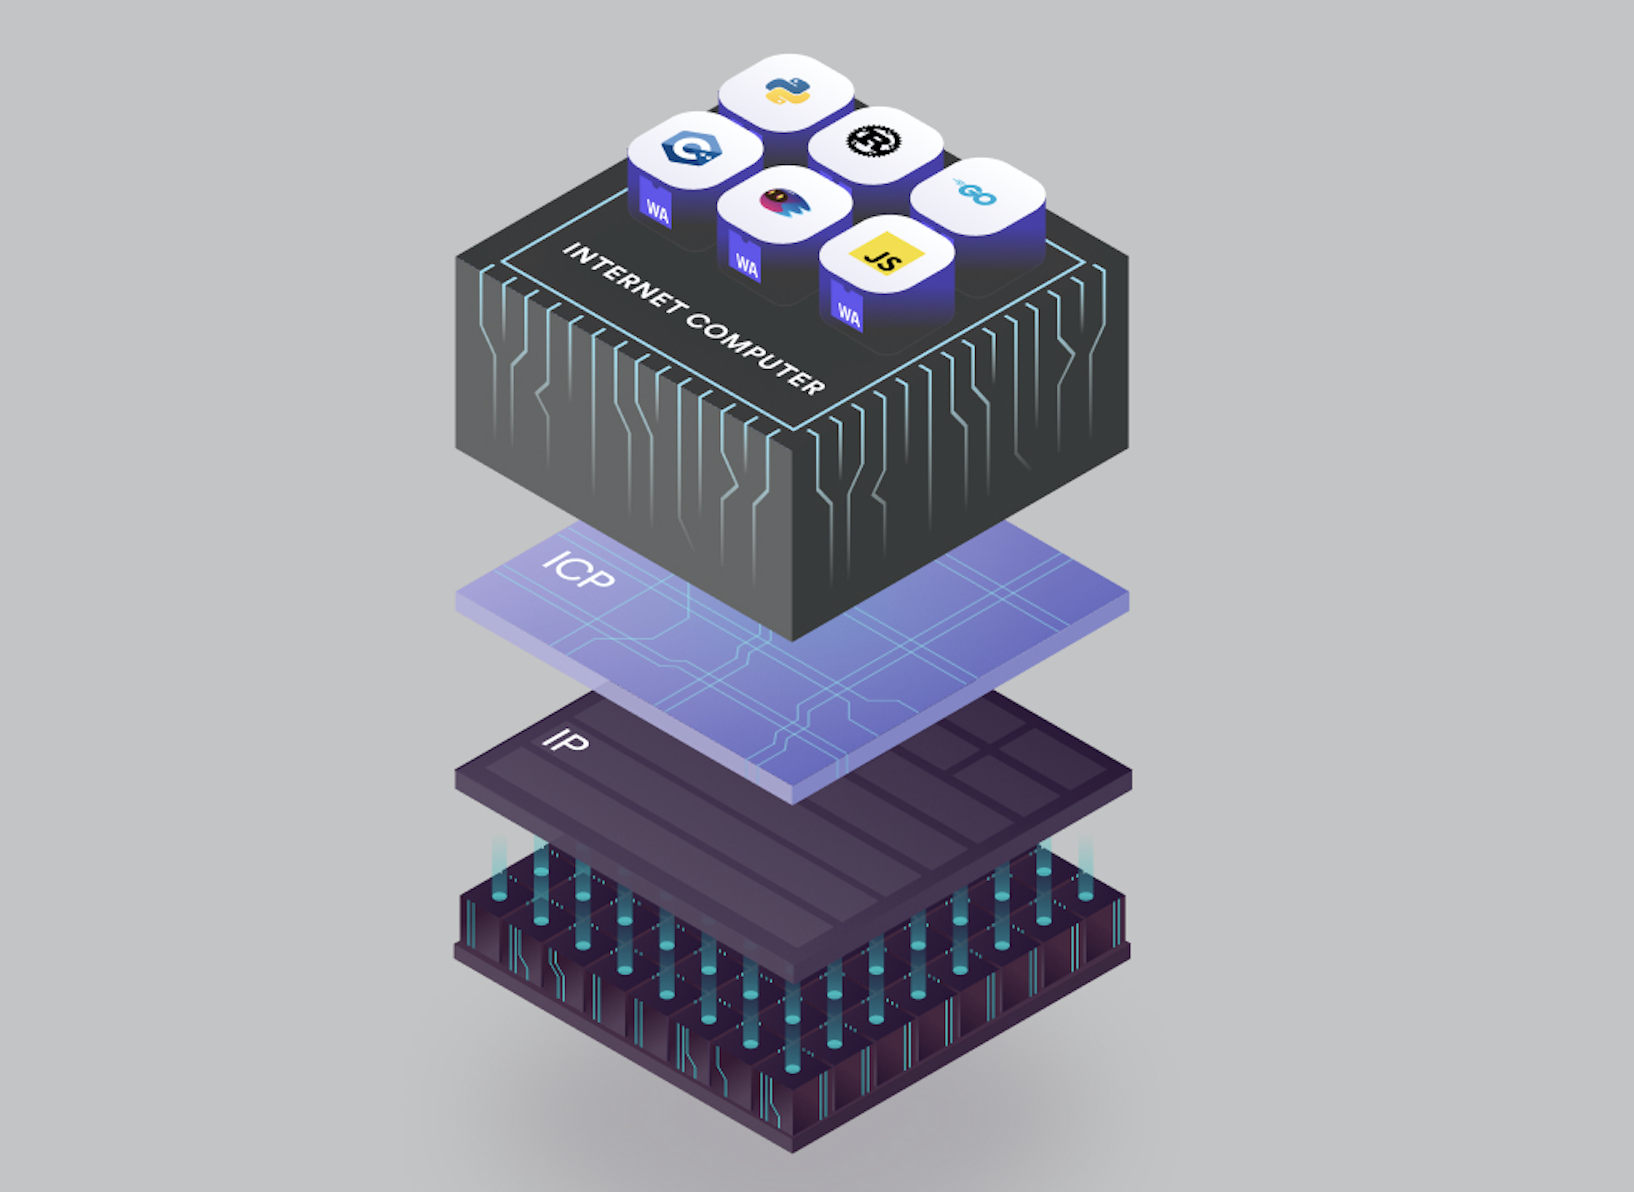 R
C++
GO
WA
WA
JS
WA
INTERNET COMPUTER
ICP
IP